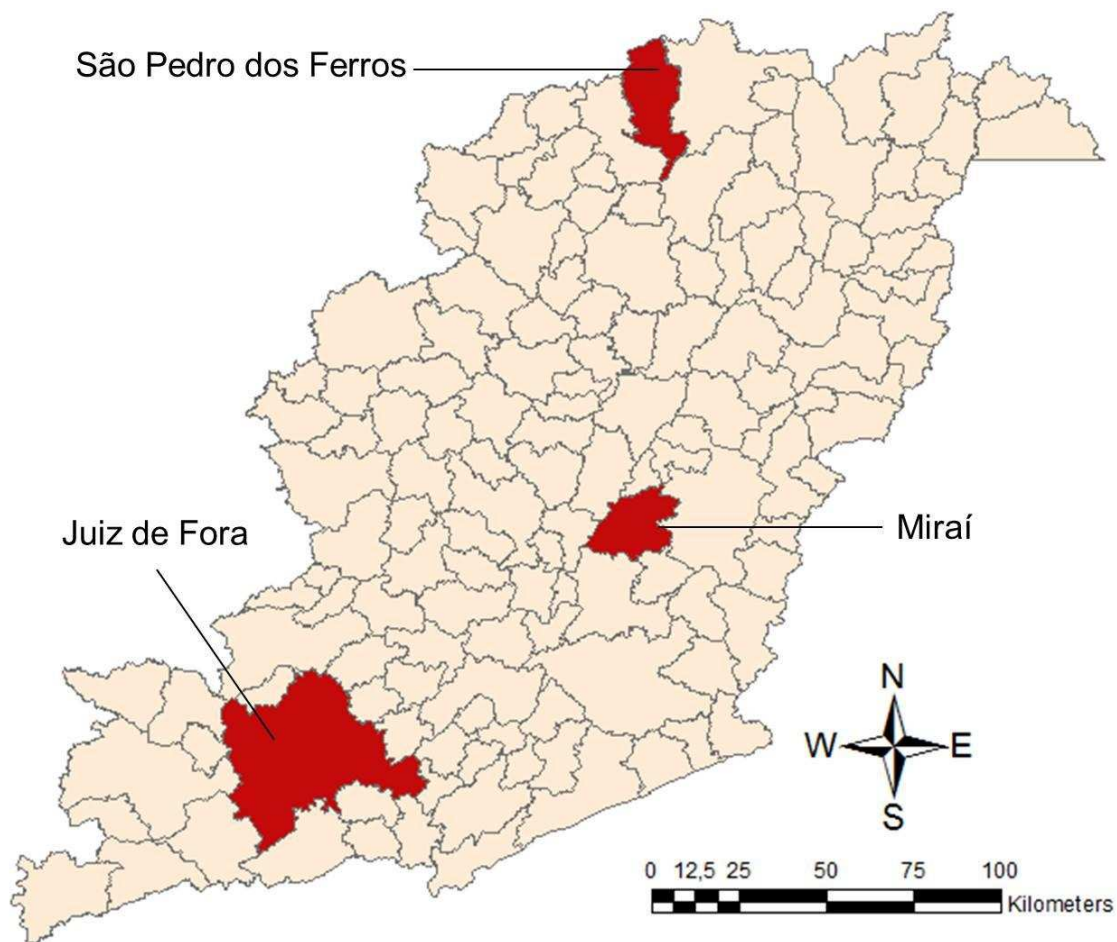 São Pedro dos Ferros
Juiz de Fora
Miraí
N
W E
S
0 12,5 25 50 75 100
Kilometers